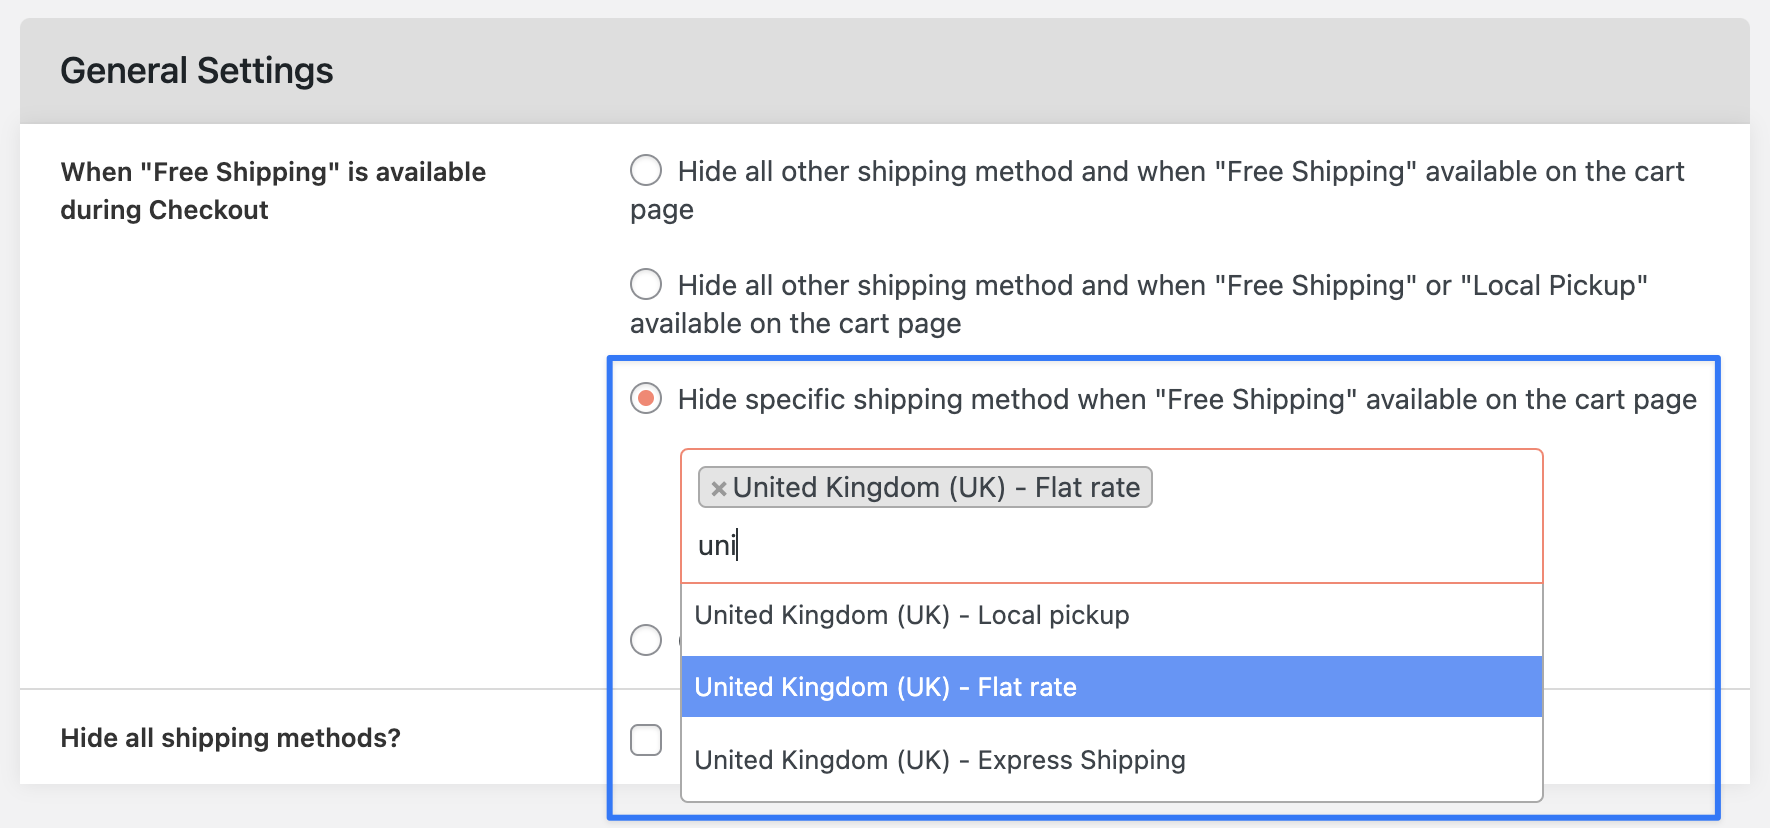 General Settings
When "Free Shipping" is available
during Checkout
Hide all other shipping method and when "Free Shipping" available on the cart
page
Hide all other shipping method and when "Free Shipping" or "Local Pickup"
available on the cart page
Hide specific shipping method when "Free Shipping" available on the cart page
×United Kingdom (UK) - Flat rate
uni
United Kingdom (UK) - Local pickup
United Kingdom (UK) - Flat rate
Hide all shipping methods?
United Kingdom (UK) - Express Shipping